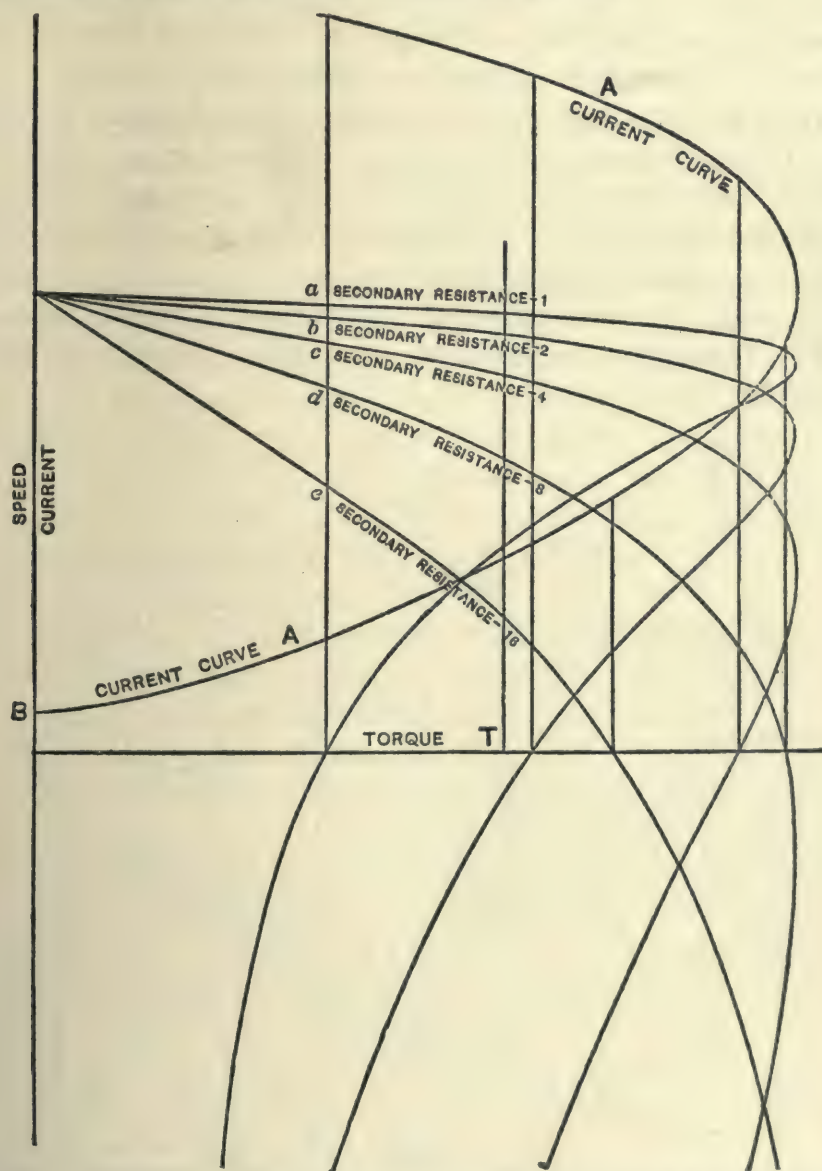 A
CURRENT CURVE
a SECONDARY RESISTANCE-1
b SECONDARY RESISTANCE-2
c SECONDARY RESISTANCE-4
d SECONDARY RESISTANCE-8
e SECONDARY RESISTANCE-16
SPEED
CURRENT
CURRENT CURVE A
B
TORQUE T